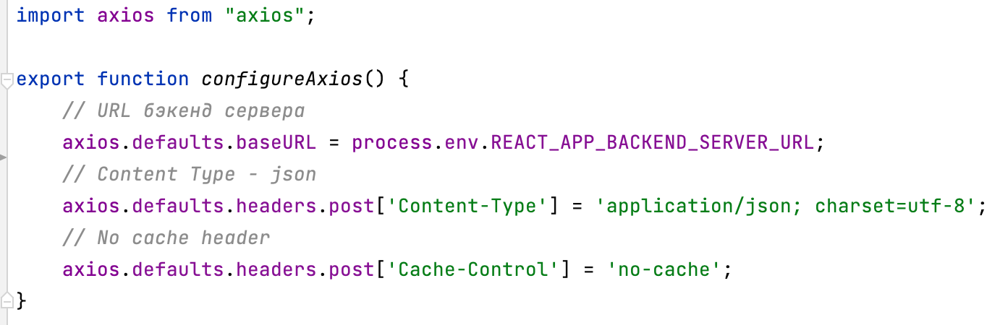 import axios from "axios";
export function configureAxios() {
// URL бэкенд сервера
axios.defaults.baseURL = process.env.REACT_APP_BACKEND_SERVER_URL;
// Content Type - json
axios.defaults.headers.post['Content-Type'] = 'application/json; charset=utf-8';
// No cache header
axios.defaults.headers.post['Cache-Control'] = 'no-cache';
}